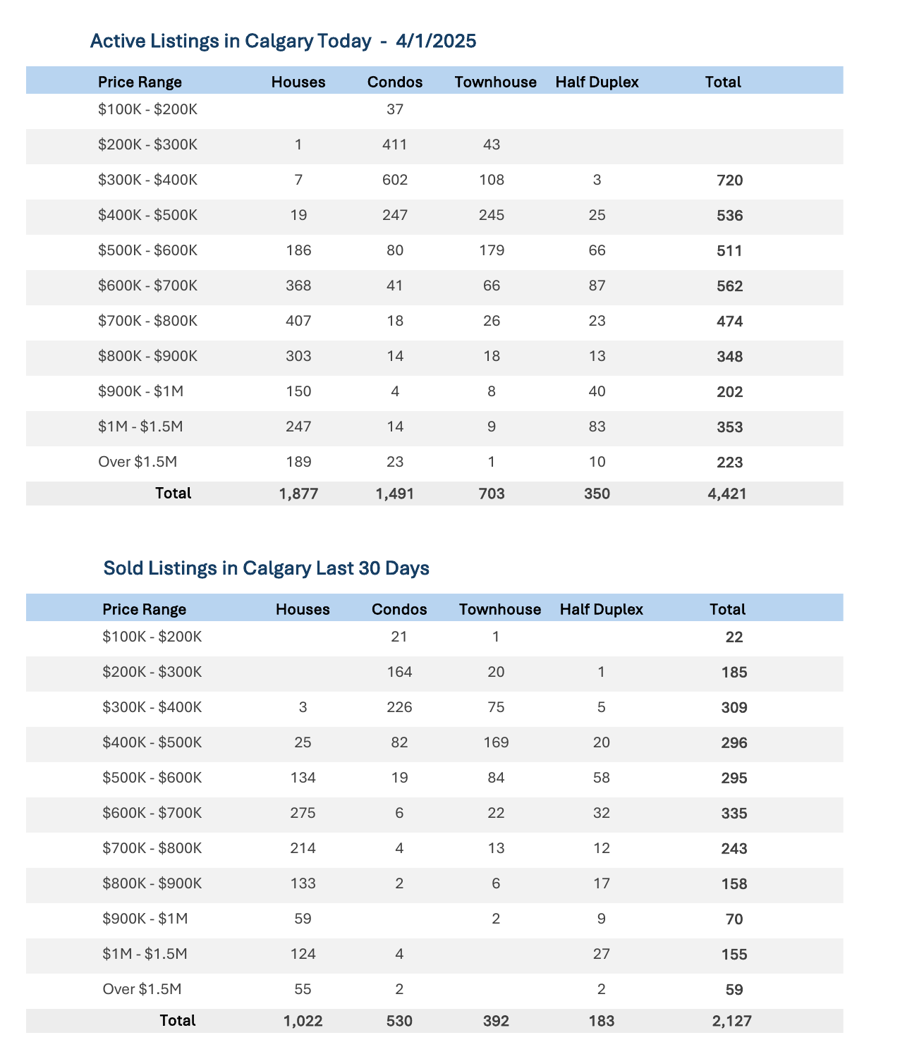 Active Listings in Calgary Today - 4/1/2025
Price Range Houses Condos Townhouse Half Duplex Total
$100K - $200K 37
$200K - $300K 1 411 43
$300K - $400K 7 602 108 3 720
$400K - $500K 19 247 245 25 536
$500K - $600K 186 80 179 66 511
$600K - $700K 368 41 66 87 562
$700K - $800K 407 18 26 23 474
$800K - $900K 303 14 18 13 348
$900K - $1M 150 4 8 40 202
$1M - $1.5M 247 14 9 83 353
Over $1.5M 189 23 1 10 223
Total 1,877 1,491 703 350 4,421
Sold Listings in Calgary Last 30 Days
Price Range Houses Condos Townhouse Half Duplex Total
$100K - $200K 21 1 22
$200K - $300K 164 20 1 185
$300K - $400K 3 226 75 5 309
$400K - $500K 25 82 169 20 296
$500K - $600K 134 19 84 58 295
$600K - $700K 275 6 22 32 335
$700K - $800K 214 4 13 12 243
$800K - $900K 133 2 6 17 158
$900K - $1M 59 2 9 70
$1M - $1.5M 124 4 27 155
Over $1.5M 55 2 2 59
Total 1,022 530 392 183 2,127